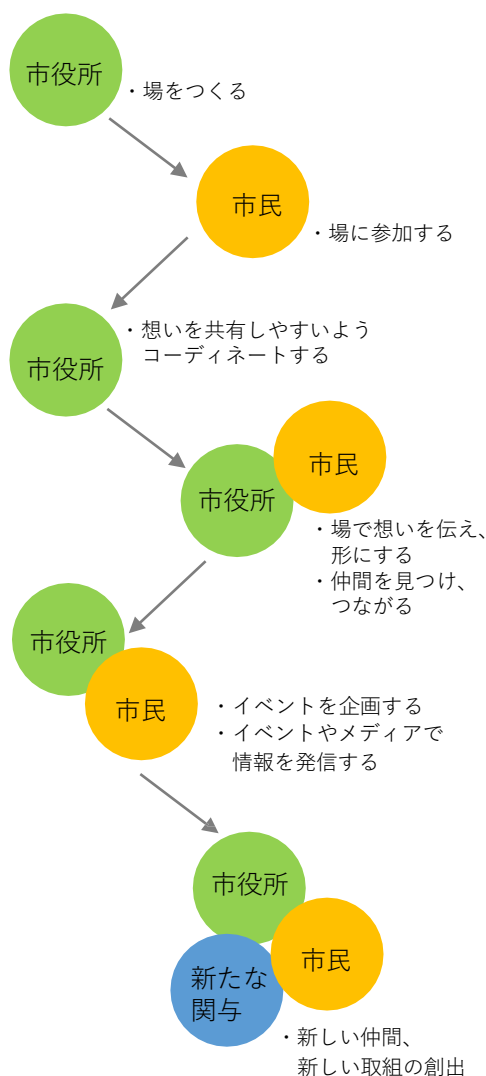 市役所
・場をつくる
市民
・場に参加する
市役所
・想いを共有しやすいよう
コーディネートする
市役所
市民
・場で想いを伝え、
形にする
・仲間を見つけ、
つながる
市役所
市民
・イベントを企画する
・イベントやメディアで
情報を発信する
市役所
市民
新たな
関与
・新しい仲間、
新しい取組の創出